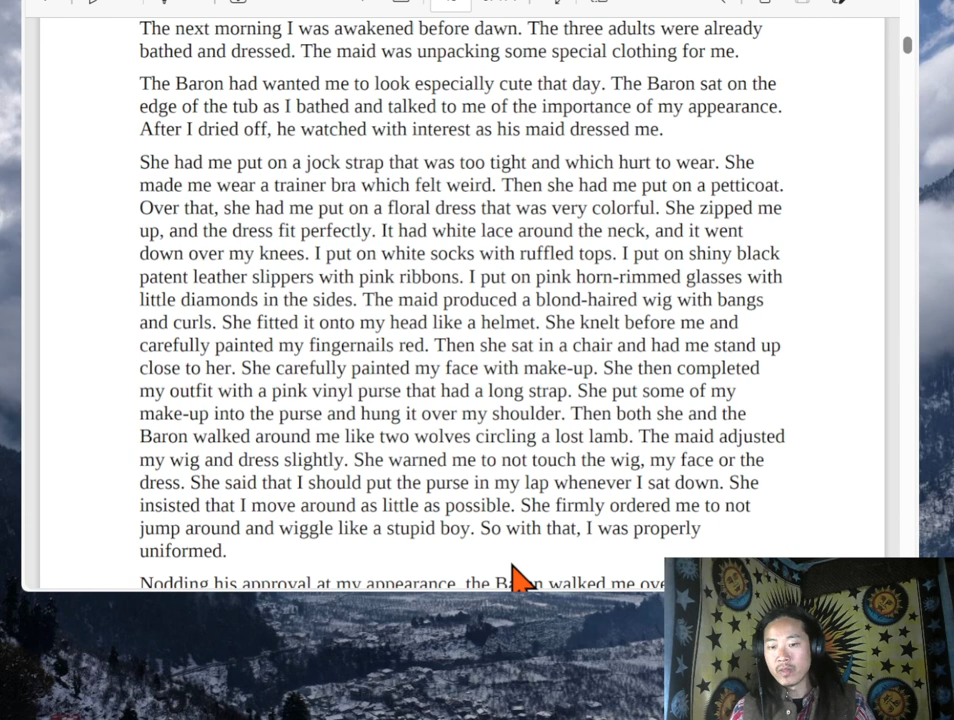 The next morning I was awakened before dawn. The three adults were already
bathed and dressed. The maid was unpacking some special clothing for me.
The Baron had wanted me to look especially cute that day. The Baron sat on the
edge of the tub as I bathed and talked to me of the importance of my appearance.
After I dried off, he watched with interest as his maid dressed me.
She had me put on a jock strap that was too tight and which hurt to wear. She
made me wear a trainer bra which felt weird. Then she had me put on a petticoat.
Over that, she had me put on a floral dress that was very colorful. She zipped me
up, and the dress fit perfectly. It had white lace around the neck, and it went
down over my knees. I put on white socks with ruffled tops. I put on shiny black
patent leather slippers with pink ribbons. I put on pink horn-rimmed glasses with
little diamonds in the sides. The maid produced a blond-haired wig with bangs
and curls. She fitted it onto my head like a helmet. She knelt before me and
carefully painted my fingernails red. Then she sat in a chair and had me stand up
close to her. She carefully painted my face with make-up. She then completed
my outfit with a pink vinyl purse that had a long strap. She put some of my
make-up into the purse and hung it over my shoulder. Then both she and the
Baron walked around me like two wolves circling a lost lamb. The maid adjusted
my wig and dress slightly. She warned me to not touch the wig, my face or the
dress. She said that I should put the purse in my lap whenever I sat down. She
insisted that I move around as little as possible. She firmly ordered me to not
jump around and wiggle like a stupid boy. So with that, I was properly
uniformed.
Nodding his approval at my appearance, the Baron walked me